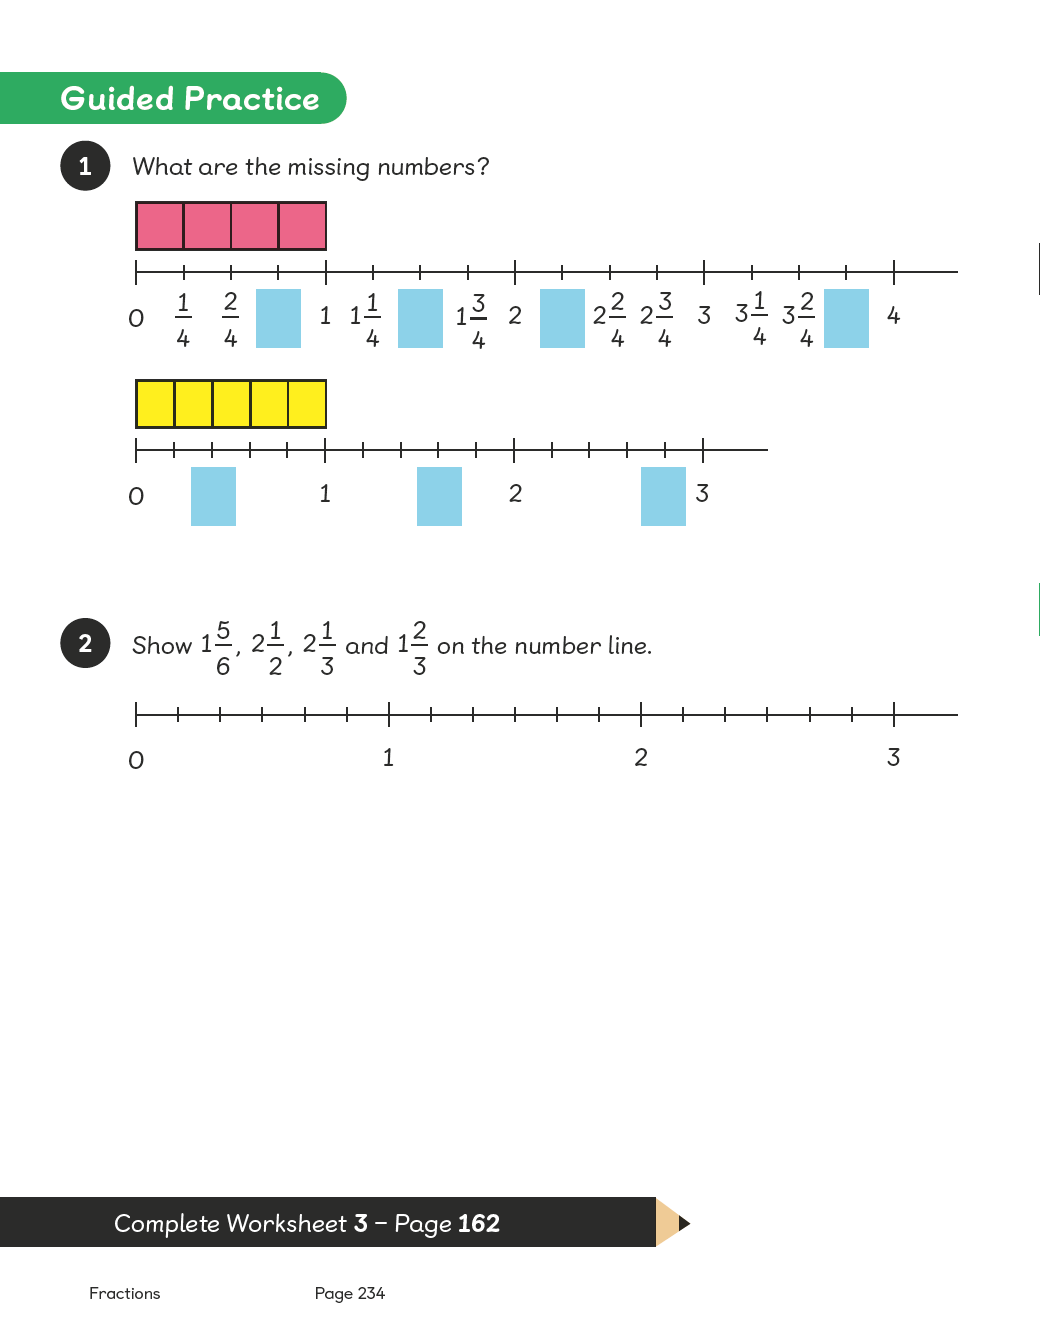 Guided Practice
1 What are the missing numbers?
0 1/4 2/4 1 1 1/4 1 3/4 2 2 2/4 2 3/4 3 3 1/4 3 2/4 4
0 1 2 3
2 Show 1 5/6, 2 1/2, 2 1/3 and 1 2/3 on the number line.
0 1 2 3
Complete Worksheet 3 – Page 162
Fractions Page 234